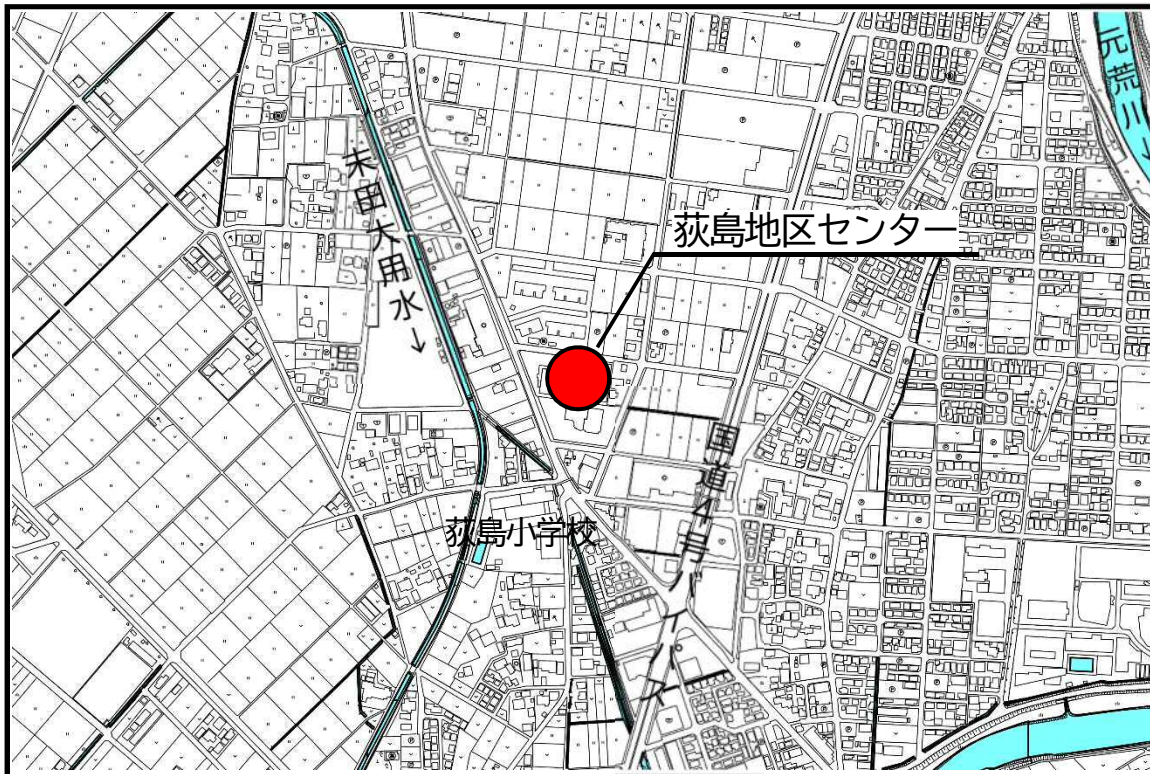 元荒川↓
末田大用水↓
荻島地区センター
国道4号バイパス
荻島小学校